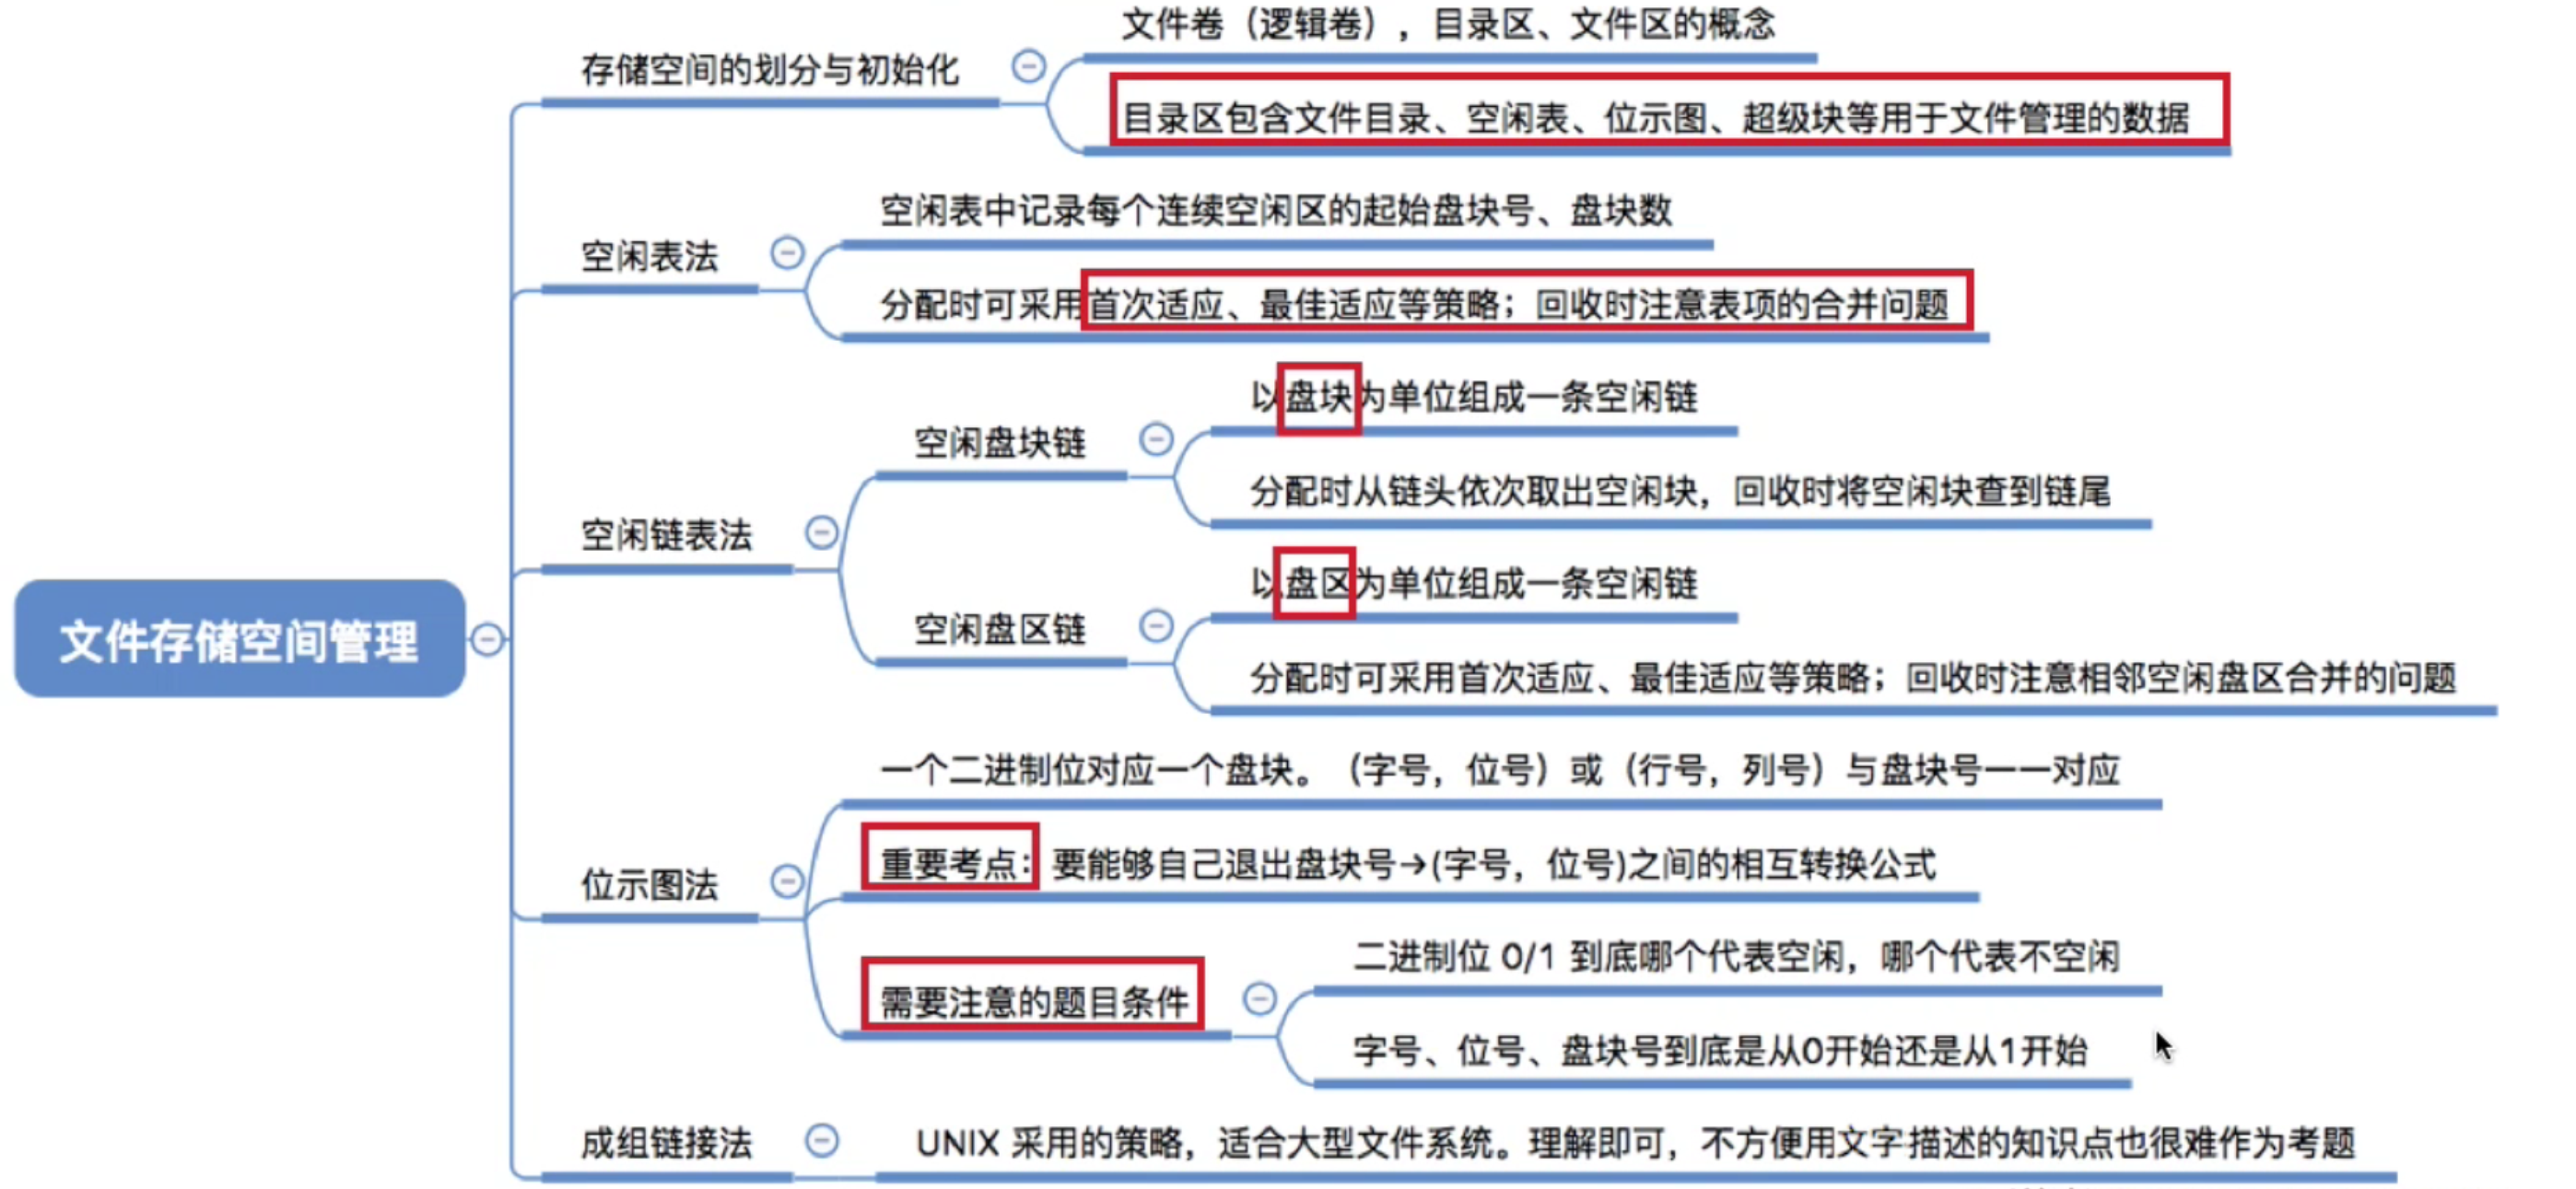 文件卷（逻辑卷），目录区、文件区的概念
存储空间的划分与初始化
目录区包含文件目录、空闲表、位示图、超级块等用于文件管理的数据
空闲表中记录每个连续空闲区的起始盘块号、盘块数
空闲表法
分配时可采用首次适应、最佳适应等策略；回收时注意表项的合并问题
以盘块为单位组成一条空闲链
空闲盘块链
分配时从链头依次取出空闲块，回收时将空闲块查到链尾
空闲链表法
以盘区为单位组成一条空闲链
空闲盘区链
分配时可采用首次适应、最佳适应等策略；回收时注意相邻空闲盘区合并的问题
文件存储空间管理
一个二进制位对应一个盘块。（字号，位号）或（行号，列号）与盘块号一一对应
重要考点：要能够自己退出盘块号→(字号，位号)之间的相互转换公式
位示图法
二进制位 0/1 到底哪个代表空闲，哪个代表不空闲
需要注意的题目条件
字号、位号、盘块号到底是从0开始还是从1开始
成组链接法
UNIX 采用的策略，适合大型文件系统。理解即可，不方便用文字描述的知识点也很难作为考题